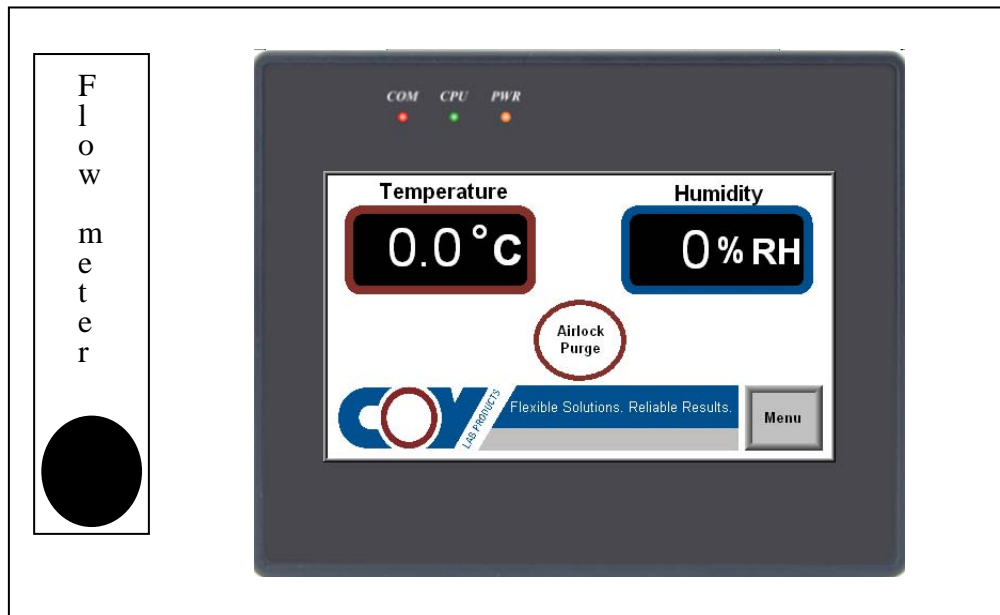 Flow meter
COM CPU PWR
Temperature Humidity
0.0°C 0% RH
Airlock
Purge
COY LAB PRODUCTS Flexible Solutions. Reliable Results. Menu